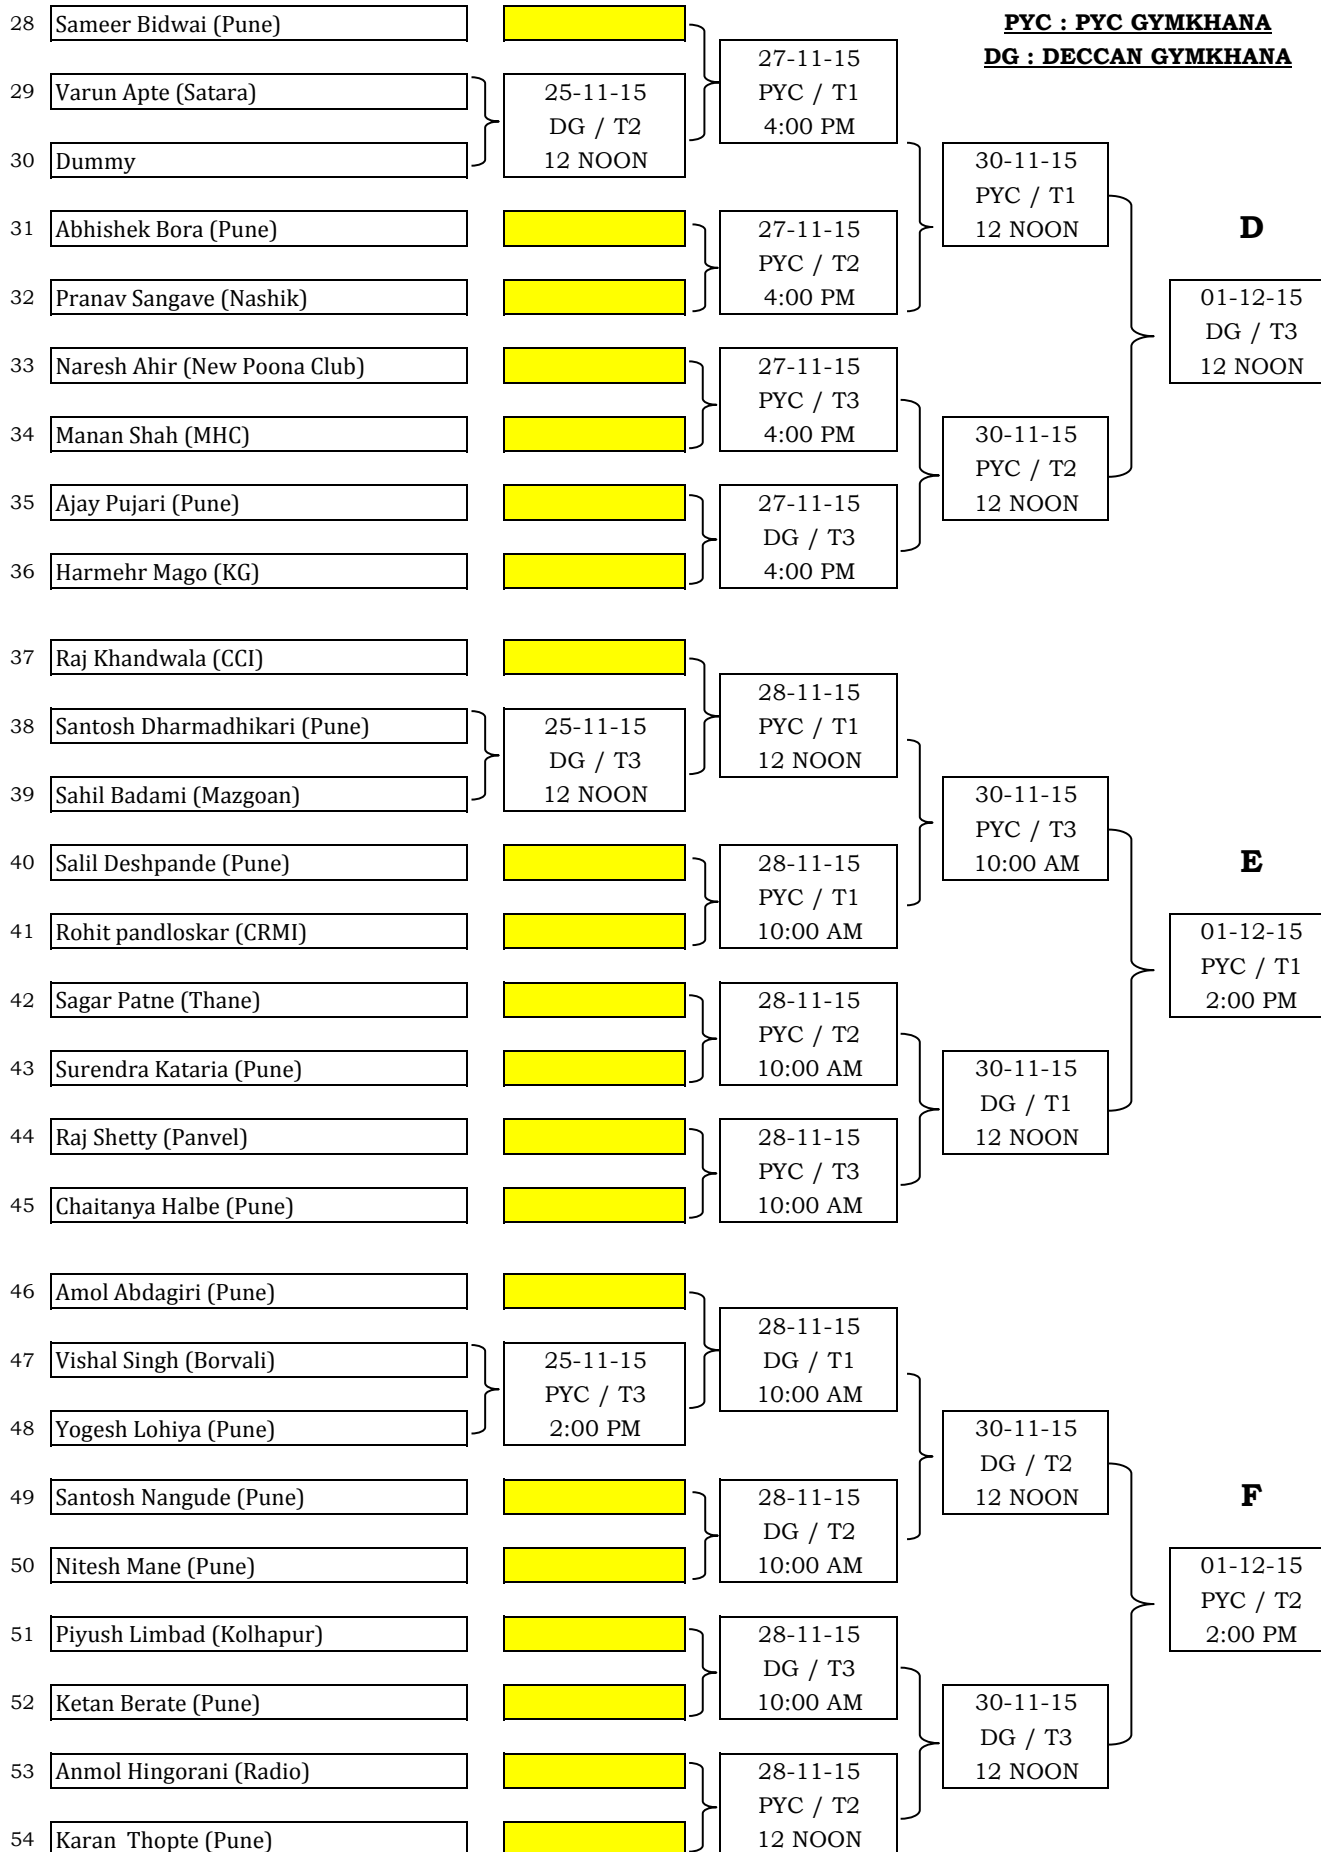 28 Sameer Bidwai (Pune)
PYC : PYC GYMKHANA
DG : DECCAN GYMKHANA
27-11-15
PYC / T1
4:00 PM
29 Varun Apte (Satara)
25-11-15
DG / T2
12 NOON
30 Dummy
30-11-15
PYC / T1
12 NOON
31 Abhishek Bora (Pune)
27-11-15
PYC / T2
4:00 PM
D
32 Pranav Sangave (Nashik)
01-12-15
DG / T3
12 NOON
33 Naresh Ahir (New Poona Club)
27-11-15
PYC / T3
4:00 PM
34 Manan Shah (MHC)
30-11-15
PYC / T2
12 NOON
35 Ajay Pujari (Pune)
27-11-15
DG / T3
4:00 PM
36 Harmehr Mago (KG)
37 Raj Khandwala (CCI)
28-11-15
PYC / T1
12 NOON
38 Santosh Dharmadhikari (Pune)
25-11-15
DG / T3
12 NOON
39 Sahil Badami (Mazgoan)
30-11-15
PYC / T3
10:00 AM
40 Salil Deshpande (Pune)
28-11-15
PYC / T1
10:00 AM
E
41 Rohit pandloskar (CRMI)
01-12-15
PYC / T1
2:00 PM
42 Sagar Patne (Thane)
28-11-15
PYC / T2
10:00 AM
43 Surendra Kataria (Pune)
30-11-15
DG / T1
12 NOON
44 Raj Shetty (Panvel)
28-11-15
PYC / T3
10:00 AM
45 Chaitanya Halbe (Pune)
46 Amol Abdagiri (Pune)
28-11-15
DG / T1
10:00 AM
47 Vishal Singh (Borvali)
25-11-15
PYC / T3
2:00 PM
48 Yogesh Lohiya (Pune)
30-11-15
DG / T2
12 NOON
49 Santosh Nangude (Pune)
28-11-15
DG / T2
10:00 AM
F
50 Nitesh Mane (Pune)
01-12-15
PYC / T2
2:00 PM
51 Piyush Limbad (Kolhapur)
28-11-15
DG / T3
10:00 AM
52 Ketan Berate (Pune)
30-11-15
DG / T3
12 NOON
53 Anmol Hingorani (Radio)
28-11-15
PYC / T2
12 NOON
54 Karan Thopte (Pune)